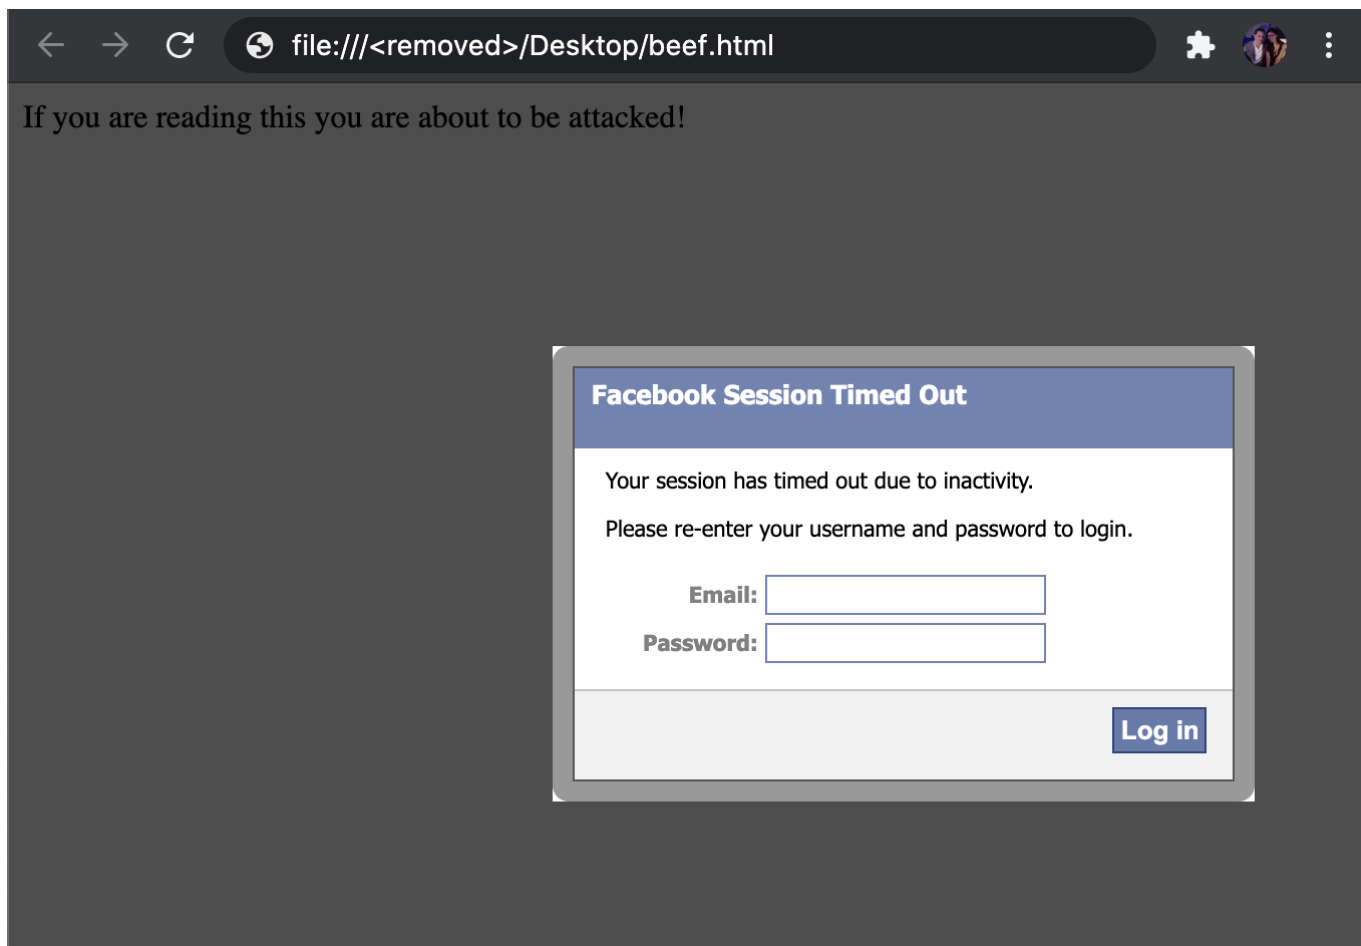 file:///<removed>/Desktop/beef.html
If you are reading this you are about to be attacked!
Facebook Session Timed Out
Your session has timed out due to inactivity.
Please re-enter your username and password to login.
Email:
Password:
Log in